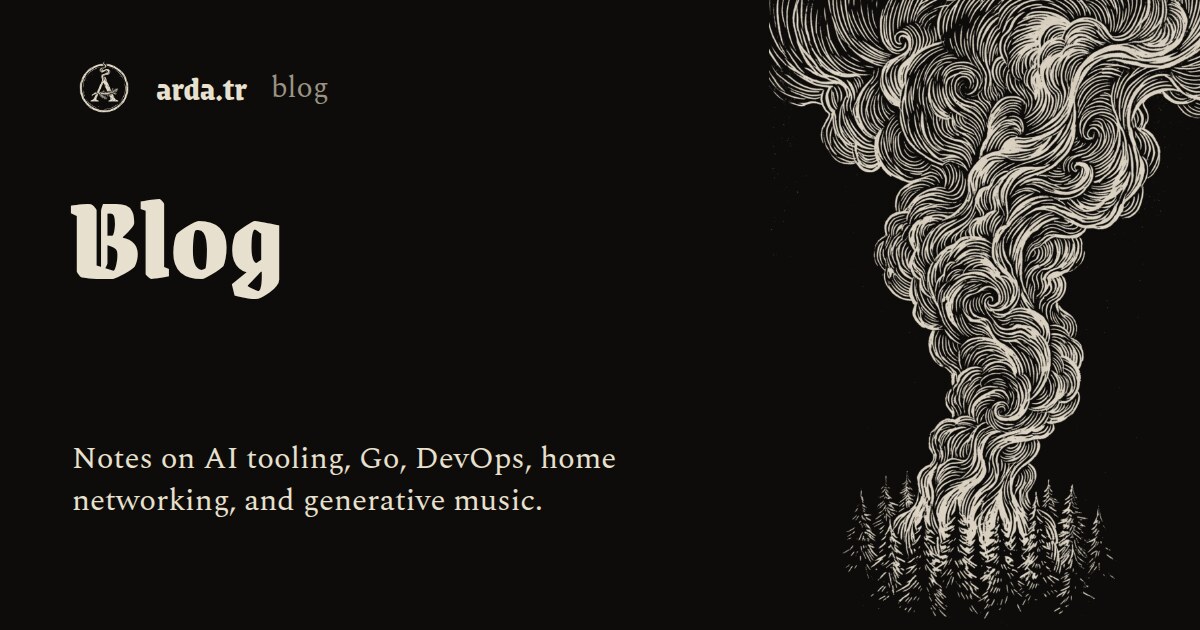 A
arda.tr blog
Blog
Notes on AI tooling, Go, DevOps, home
networking, and generative music.